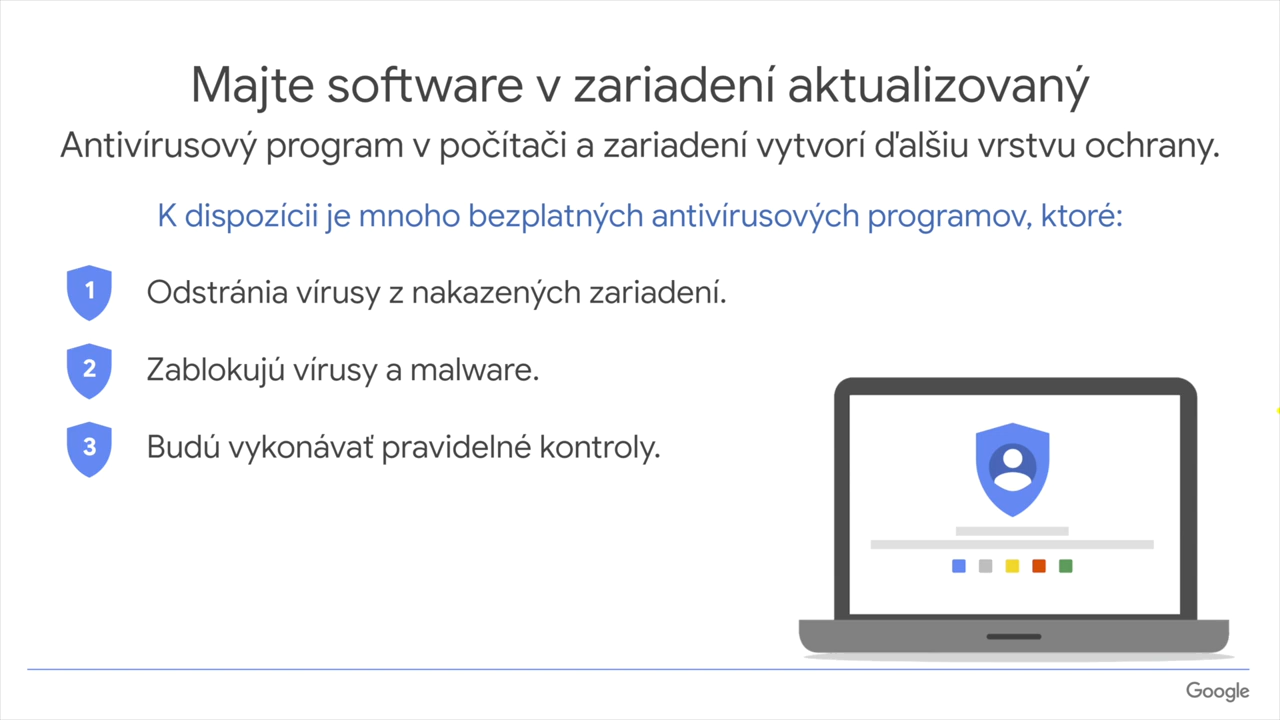 Majte software v zariadení aktualizovaný
Antivírusový program v počítači a zariadení vytvorí ďalšiu vrstvu ochrany.
K dispozícii je mnoho bezplatných antivírusových programov, ktoré:
1 Odstránia vírusy z nakazených zariadení.
2 Zablokujú vírusy a malware.
3 Budú vykonávať pravidelné kontroly.
Google